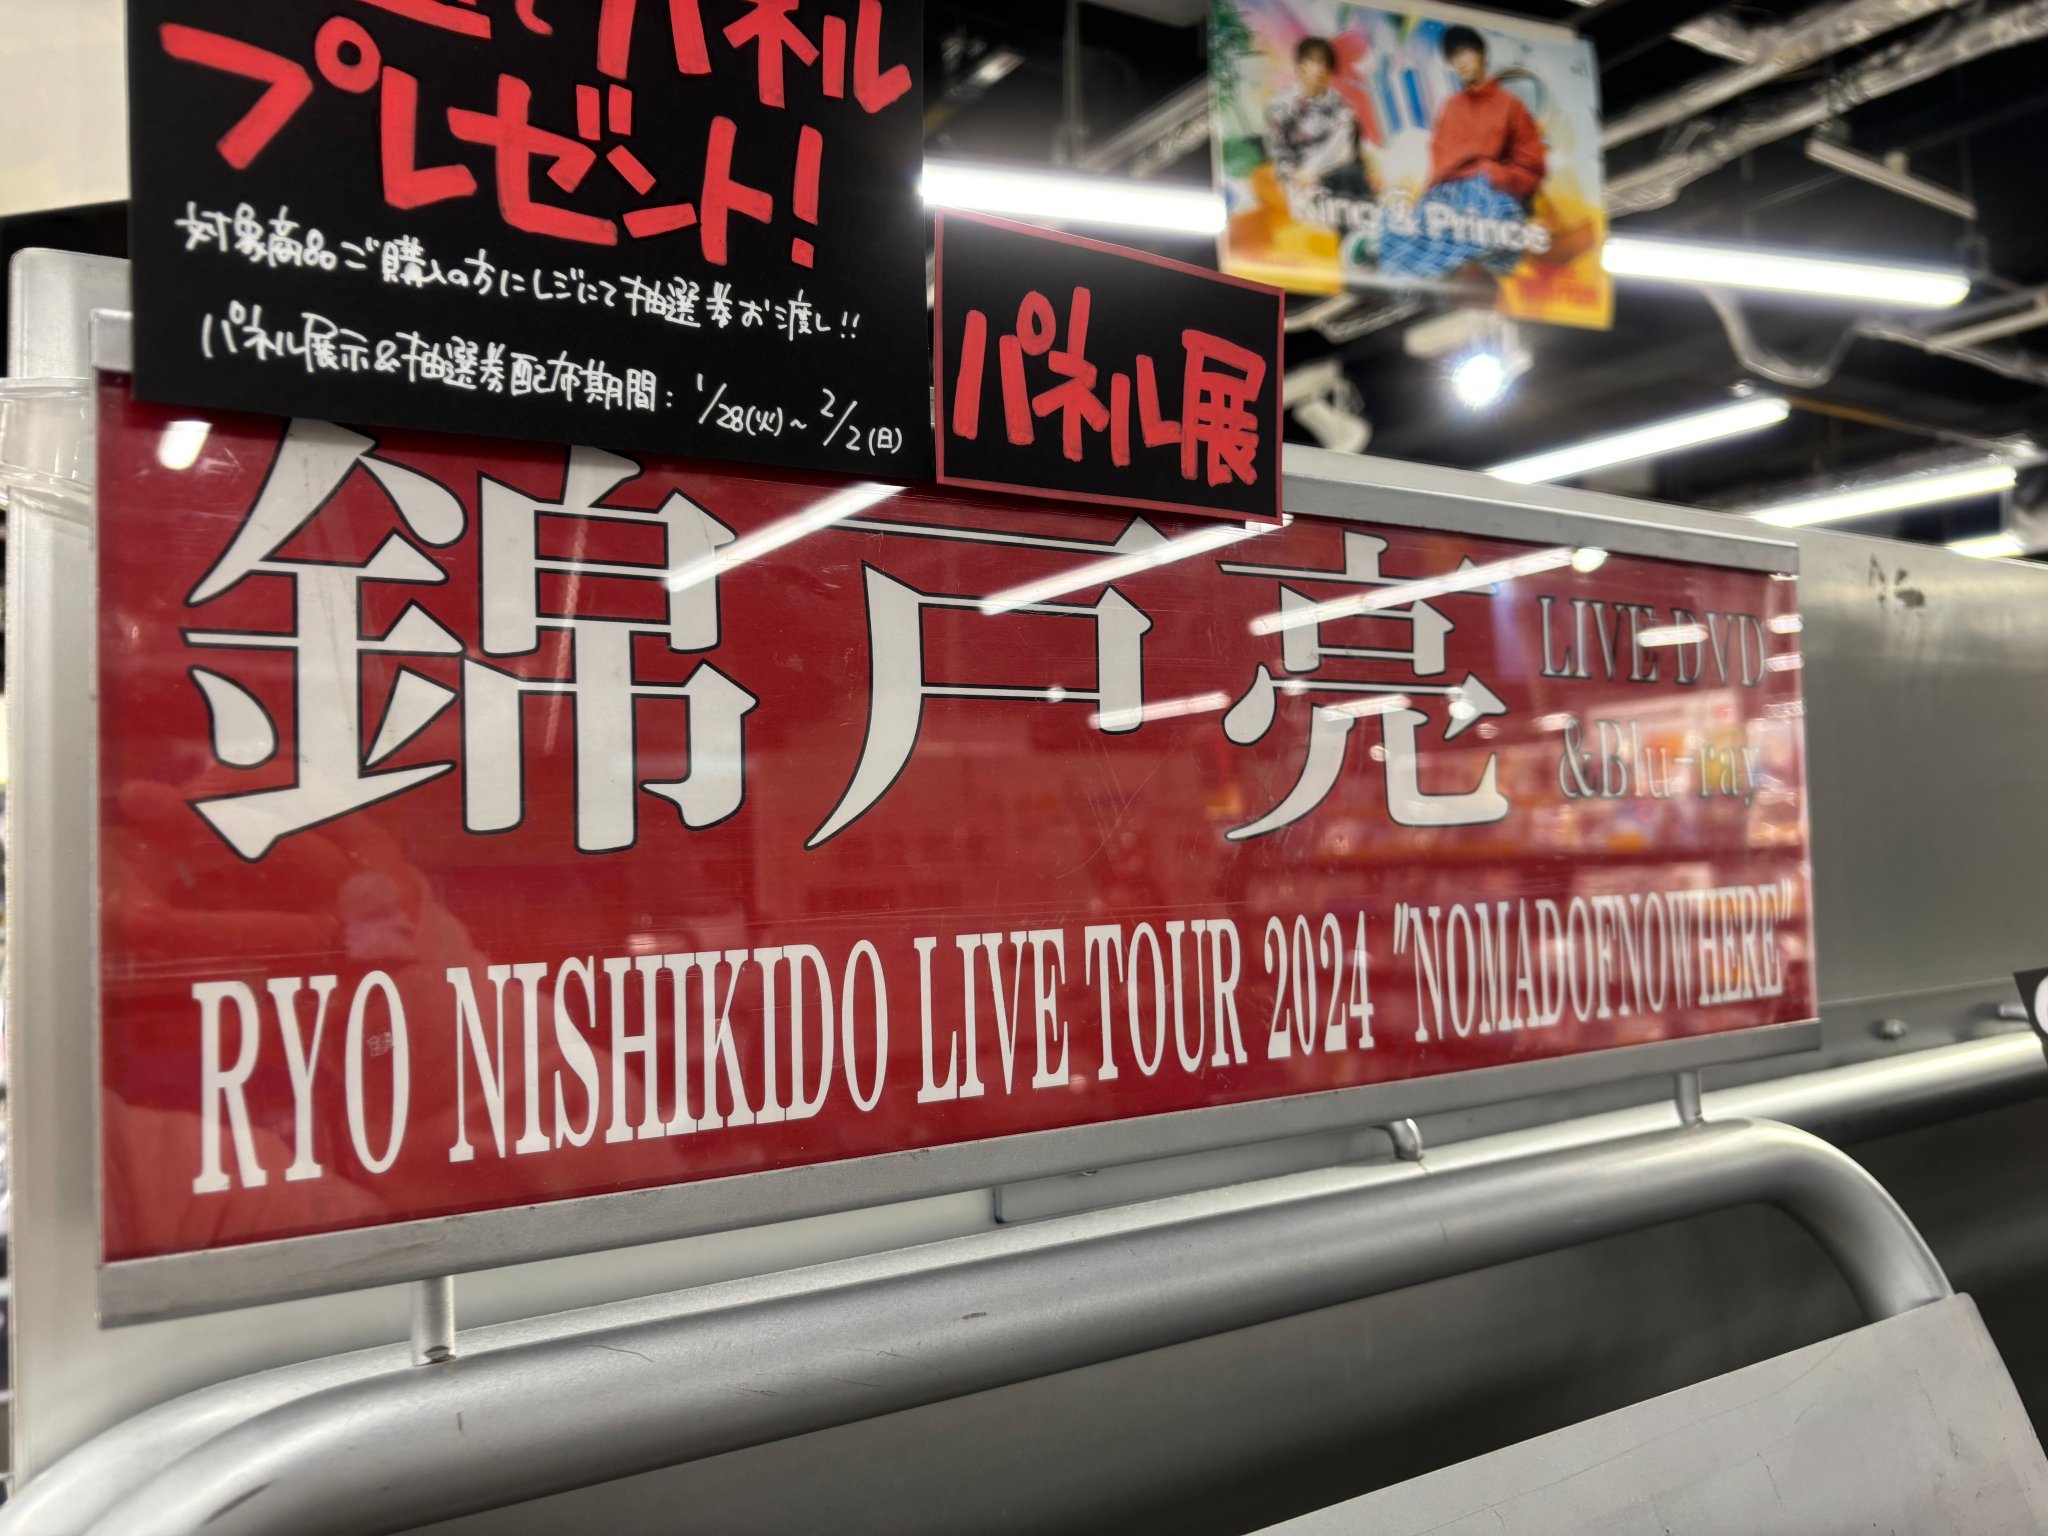 てパネル
プレゼント!
対象商品ご購入の方にレジにて抽選券お渡し!!
パネル展示&抽選券配布期間: 1/28(火)~2/2(日)
パネル展
King & Prince
錦戸亮
LIVE DVD
&Blu-ray
RYO NISHIKIDO LIVE TOUR 2024 "NOMADOFNOWHERE"